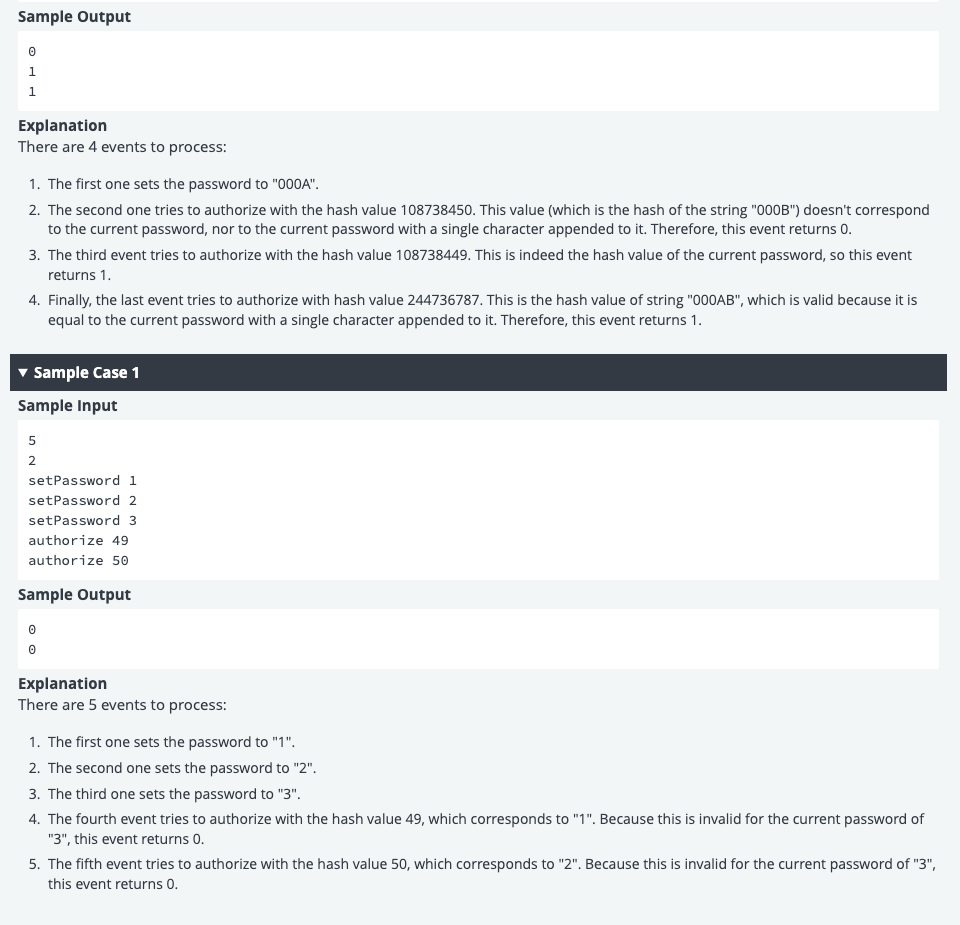 Sample Output
0
1
1
Explanation
There are 4 events to process:
1. The first one sets the password to "000A".
2. The second one tries to authorize with the hash value 108738450. This value (which is the hash of the string "000B") doesn't correspond
to the current password, nor to the current password with a single character appended to it. Therefore, this event returns 0.
3. The third event tries to authorize with the hash value 108738449. This is indeed the hash value of the current password, so this event
returns 1.
4. Finally, the last event tries to authorize with hash value 244736787. This is the hash value of string "000AB", which is valid because it is
equal to the current password with a single character appended to it. Therefore, this event returns 1.
▼ Sample Case 1
Sample Input
5
2
setPassword 1
setPassword 2
setPassword 3
authorize 49
authorize 50
Sample Output
0
0
Explanation
There are 5 events to process:
1. The first one sets the password to "1".
2. The second one sets the password to "2".
3. The third one sets the password to "3".
4. The fourth event tries to authorize with the hash value 49, which corresponds to "1". Because this is invalid for the current password of
"3", this event returns 0.
5. The fifth event tries to authorize with the hash value 50, which corresponds to "2". Because this is invalid for the current password of "3",
this event returns 0.